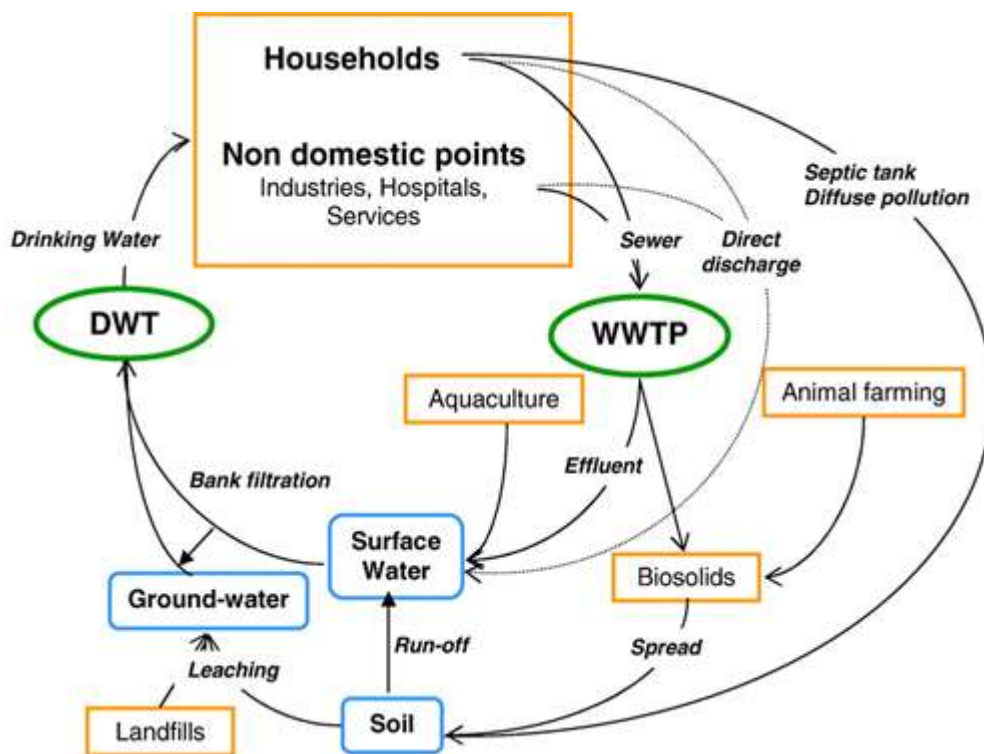 Households
Non domestic points
Industries, Hospitals,
Services
Septic tank
Diffuse pollution
Drinking Water
Sewer
Direct
discharge
DWT
WWTP
Aquaculture
Animal farming
Bank filtration
Effluent
Surface
Water
Biosolids
Ground-water
Run-off
Spread
Leaching
Landfills
Soil